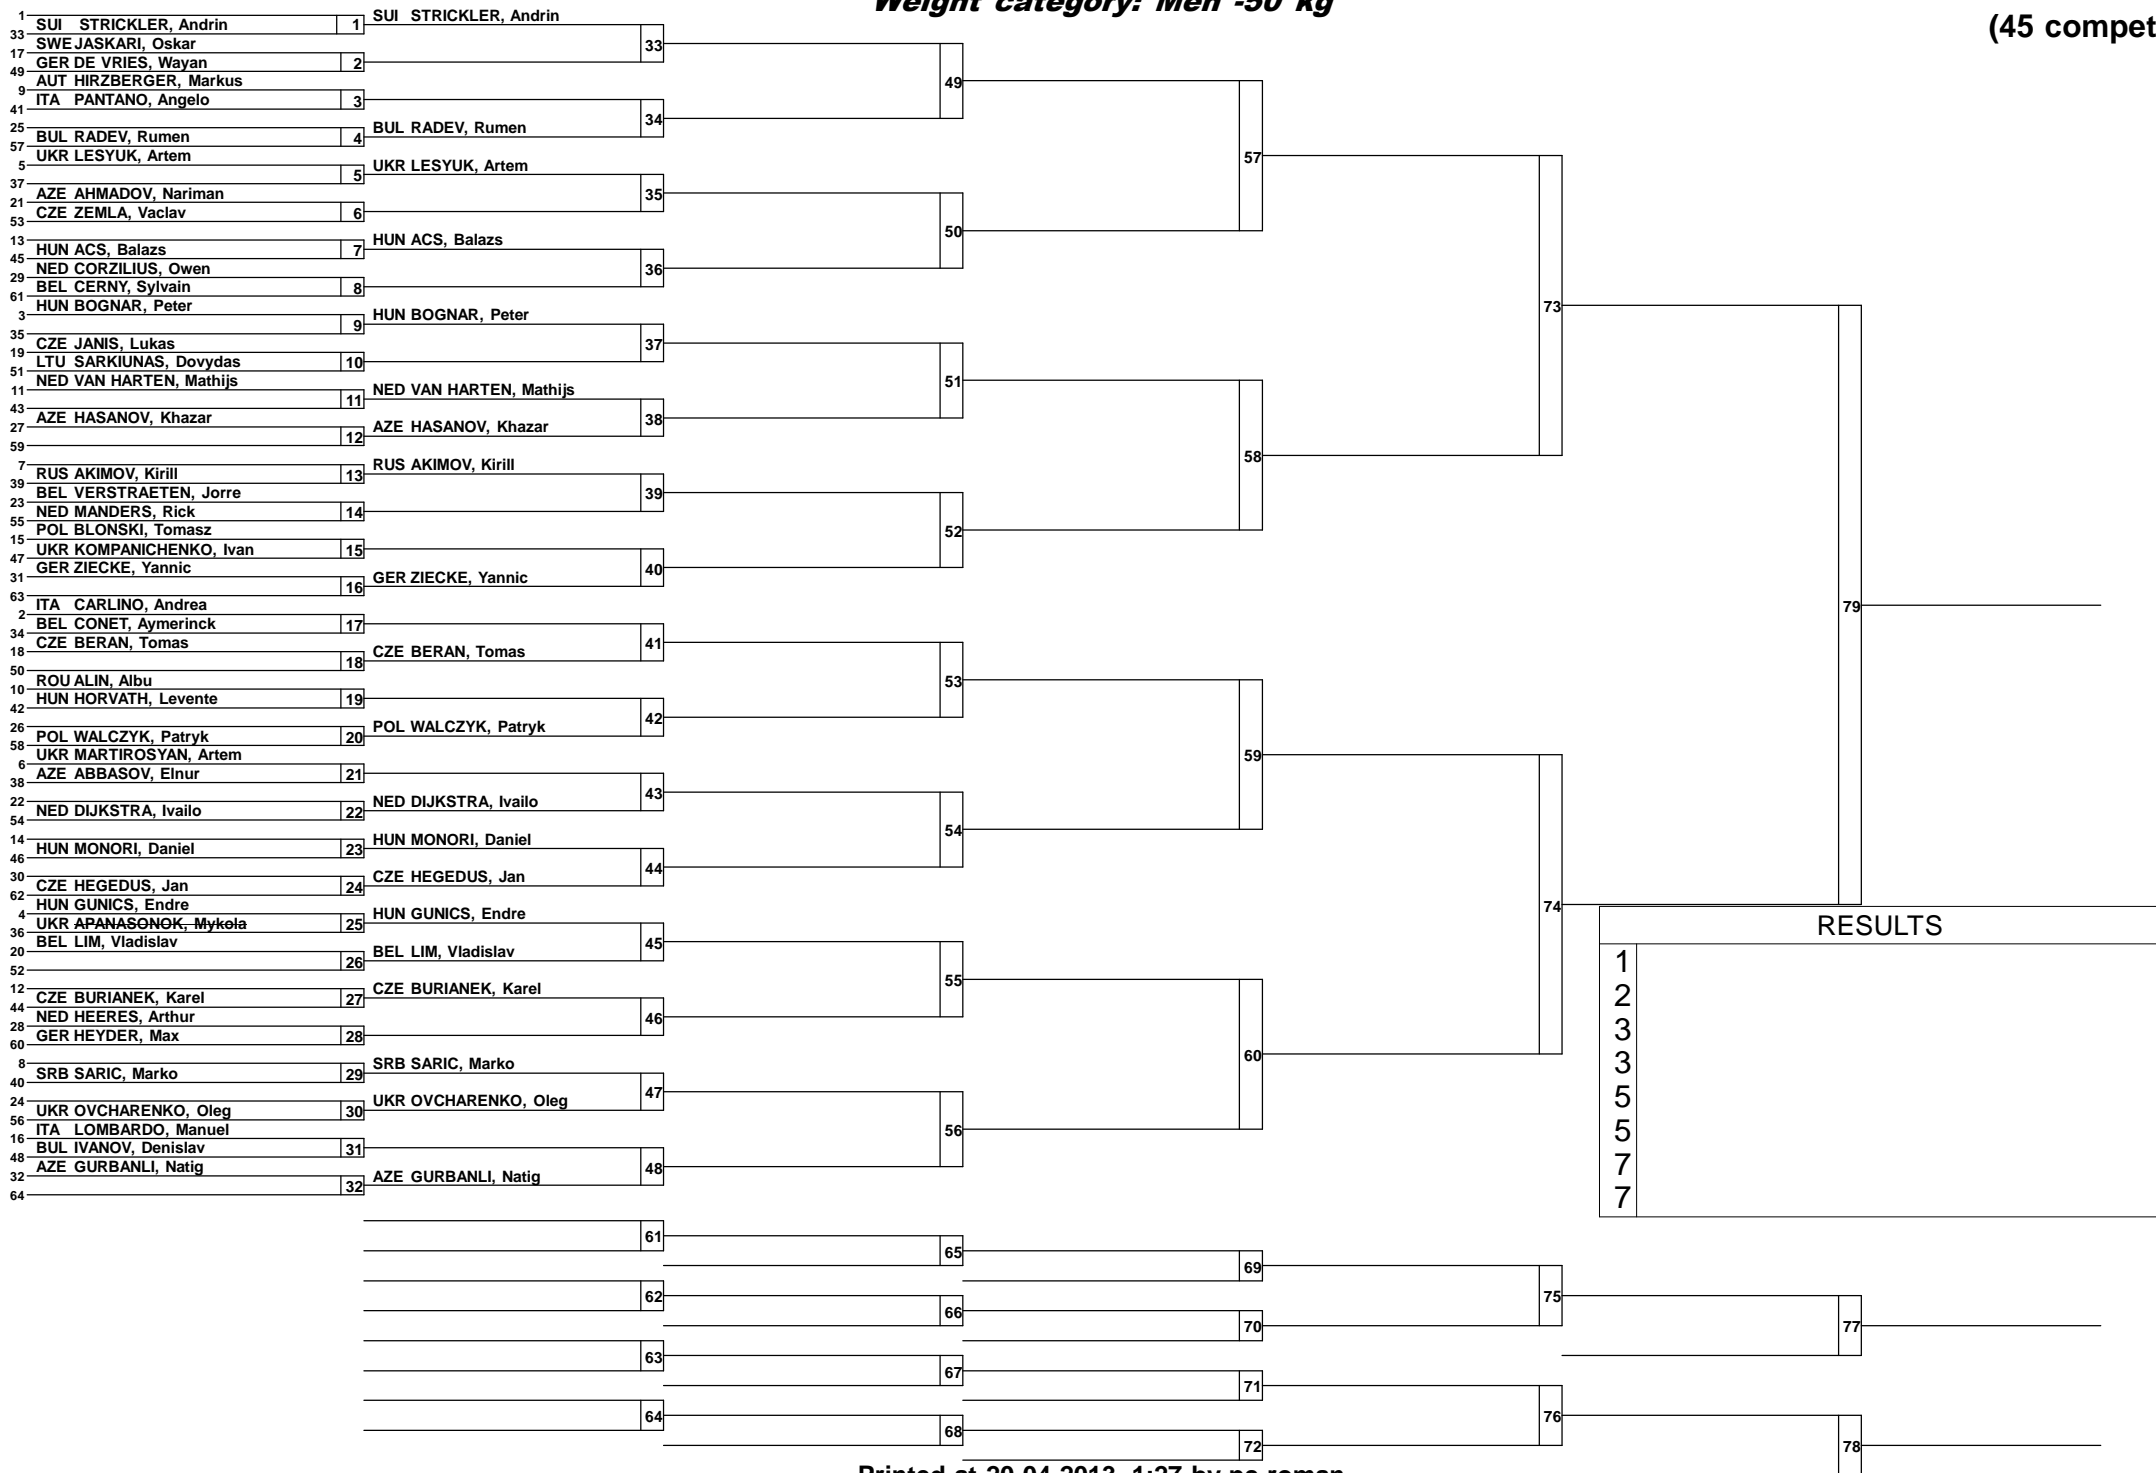 Weight category: Men -50 kg
(45 compet
1
SUI STRICKLER, Andrin
33
SWE JASKARI, Oskar
17
GER DE VRIES, Wayan
49
AUT HIRZBERGER, Markus
9
ITA PANTANO, Angelo
41
25
BUL RADEV, Rumen
57
UKR LESYUK, Artem
5
37
AZE AHMADOV, Nariman
21
CZE ZEMLA, Vaclav
53
13
HUN ACS, Balazs
45
NED CORZILIUS, Owen
29
BEL CERNY, Sylvain
61
HUN BOGNAR, Peter
3
35
CZE JANIS, Lukas
19
LTU SARKIUNAS, Dovydas
51
NED VAN HARTEN, Mathijs
11
43
AZE HASANOV, Khazar
27
59
7
RUS AKIMOV, Kirill
39
BEL VERSTRAETEN, Jorre
23
NED MANDERS, Rick
55
POL BLONSKI, Tomasz
15
UKR KOMPANICHENKO, Ivan
47
GER ZIECKE, Yannic
31
63
ITA CARLINO, Andrea
2
BEL CONET, Aymerinck
34
CZE BERAN, Tomas
18
50
ROU ALIN, Albu
10
HUN HORVATH, Levente
42
26
POL WALCZYK, Patryk
58
UKR MARTIROSYAN, Artem
6
AZE ABBASOV, Elnur
38
22
NED DIJKSTRA, Ivailo
54
14
HUN MONORI, Daniel
46
30
CZE HEGEDUS, Jan
62
HUN GUNICS, Endre
4
UKR APANASONOK, Mykola
36
BEL LIM, Vladislav
20
52
12
CZE BURIANEK, Karel
44
NED HEERES, Arthur
28
GER HEYDER, Max
60
8
SRB SARIC, Marko
40
24
UKR OVCHARENKO, Oleg
56
ITA LOMBARDO, Manuel
16
BUL IVANOV, Denislav
48
AZE GURBANLI, Natig
32
64
1
2
3
4
5
6
7
8
9
10
11
12
13
14
15
16
17
18
19
20
21
22
23
24
25
26
27
28
29
30
31
32
SUI STRICKLER, Andrin
BUL RADEV, Rumen
UKR LESYUK, Artem
HUN ACS, Balazs
HUN BOGNAR, Peter
NED VAN HARTEN, Mathijs
AZE HASANOV, Khazar
RUS AKIMOV, Kirill
GER ZIECKE, Yannic
CZE BERAN, Tomas
POL WALCZYK, Patryk
NED DIJKSTRA, Ivailo
HUN MONORI, Daniel
CZE HEGEDUS, Jan
HUN GUNICS, Endre
BEL LIM, Vladislav
CZE BURIANEK, Karel
SRB SARIC, Marko
UKR OVCHARENKO, Oleg
AZE GURBANLI, Natig
33
34
35
36
37
38
39
40
41
42
43
44
45
46
47
48
49
50
51
52
53
54
55
56
57
58
59
60
73
74
79
RESULTS
1
2
3
3
5
5
7
7
61
62
63
64
65
66
67
68
69
70
71
72
75
76
77
78
Printed at 20.04.2013, 1:27 by ne.roman